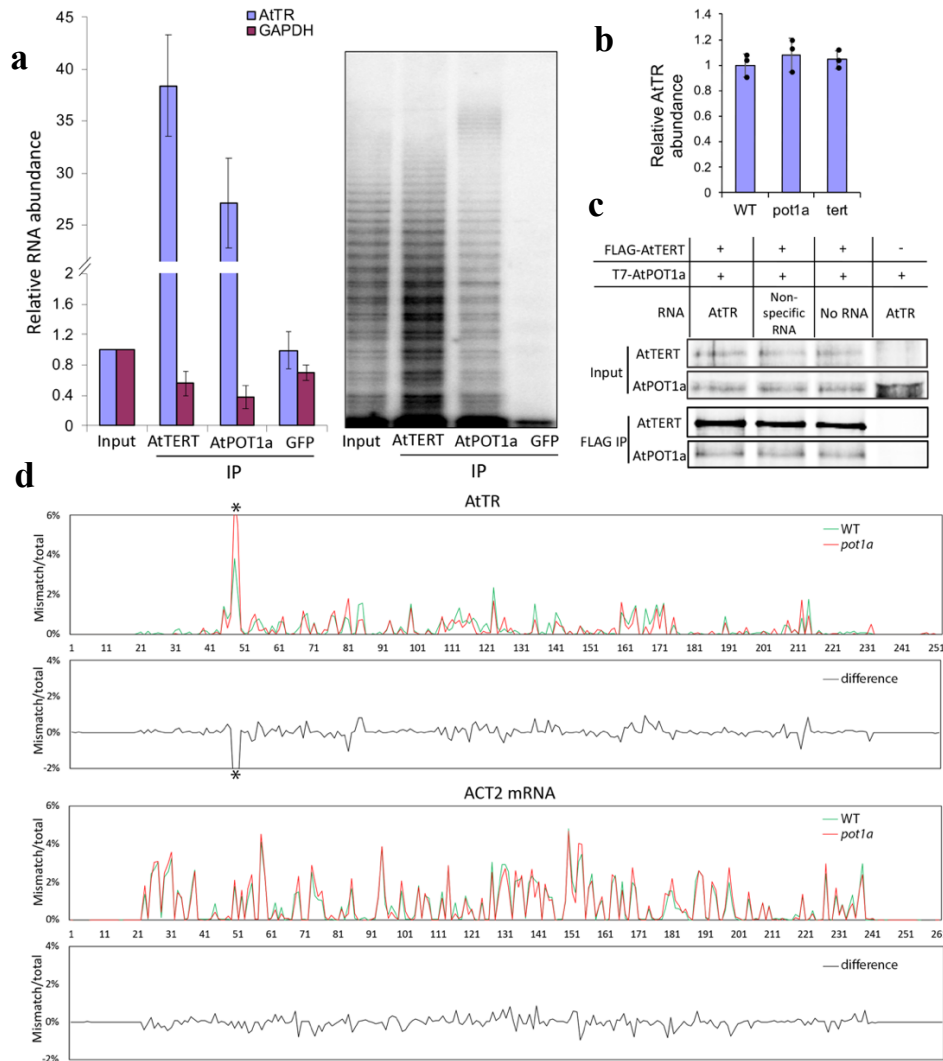 a
Relative RNA abundance
45
40
35
30
25
2
1.6
1.2
0.8
0.4
0
AtTR
GAPDH
Input
AtTERT
AtPOT1a
GFP
IP
Input
AtTERT
AtPOT1a
GFP
IP
b
Relative AtTR
abundance
1.4
1.2
1
0.8
0.6
0.4
0.2
0
WT
pot1a
tert
c
FLAG-AtTERT + + + -
T7-AtPOT1a + + + +
RNA AtTR Non-specific RNA No RNA AtTR
Input
AtTERT
AtPOT1a
FLAG IP
AtTERT
AtPOT1a
d
AtTR
*
Mismatch/total
6%
4%
2%
0%
WT
pot1a
1 11 21 31 41 51 61 71 81 91 101 111 121 131 141 151 161 171 181 191 201 211 221 231 241 251
Mismatch/total
4%
2%
0%
-2%
difference
*
ACT2 mRNA
Mismatch/total
6%
4%
2%
0%
WT
pot1a
1 11 21 31 41 51 61 71 81 91 101 111 121 131 141 151 161 171 181 191 201 211 221 231 241 251 26
Mismatch/total
4%
2%
0%
-2%
difference